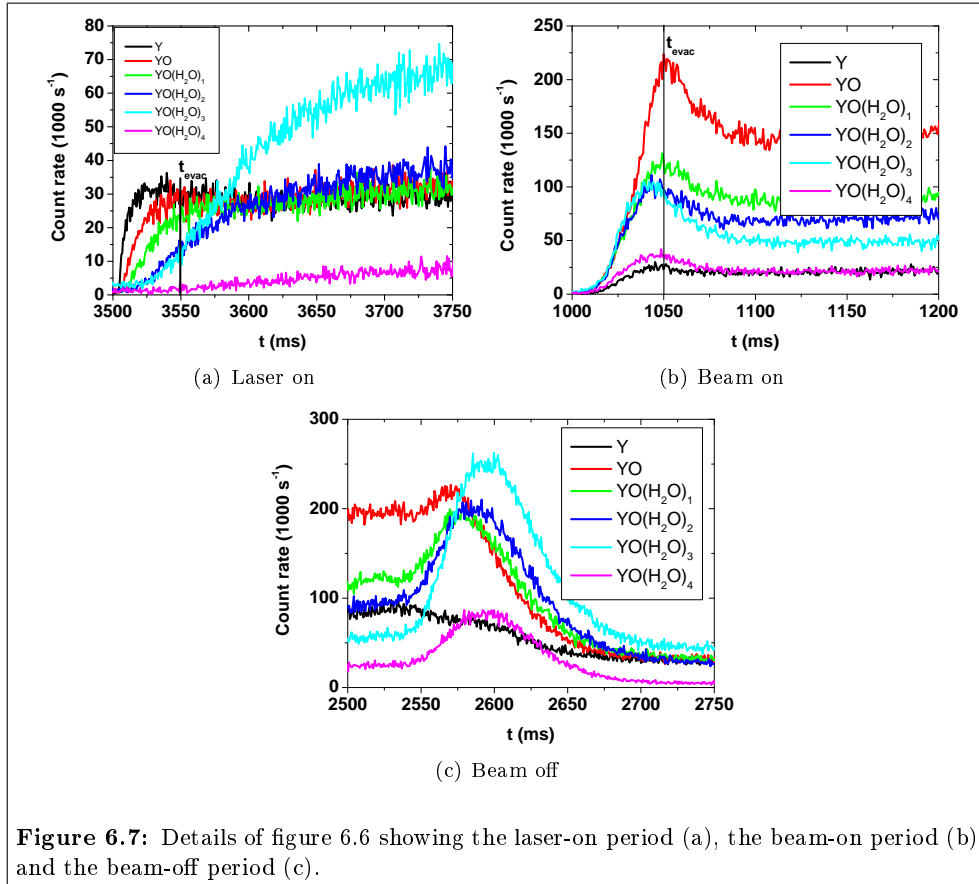 80
70
60
50
40
30
20
10
0
Count rate (1000 s⁻¹)
Y
YO
YO(H₂O)₁
YO(H₂O)₂
YO(H₂O)₃
YO(H₂O)₄
t_evac
3500 3550 3600 3650 3700 3750
t (ms)
(a) Laser on
250
200
150
100
50
0
Count rate (1000 s⁻¹)
t_evac
Y
YO
YO(H₂O)₁
YO(H₂O)₂
YO(H₂O)₃
YO(H₂O)₄
1000 1050 1100 1150 1200
t (ms)
(b) Beam on
300
200
100
0
Count rate (1000 s⁻¹)
Y
YO
YO(H₂O)₁
YO(H₂O)₂
YO(H₂O)₃
YO(H₂O)₄
2500 2550 2600 2650 2700 2750
t (ms)
(c) Beam off
Figure 6.7: Details of figure 6.6 showing the laser-on period (a), the beam-on period (b)
and the beam-off period (c).